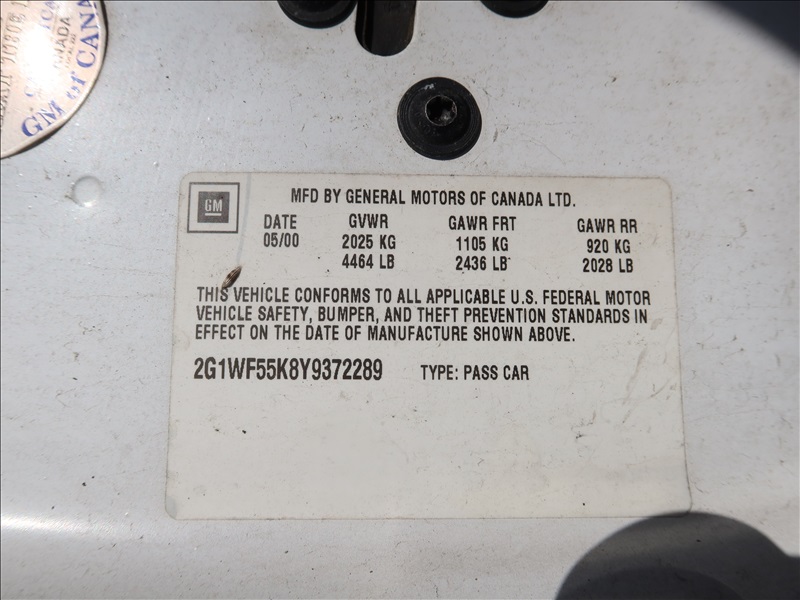 CANADA
GM of CANA
GM
MFD BY GENERAL MOTORS OF CANADA LTD.
DATE GVWR GAWR FRT GAWR RR
05/00 2025 KG 1105 KG 920 KG
4464 LB 2436 LB 2028 LB
THIS VEHICLE CONFORMS TO ALL APPLICABLE U.S. FEDERAL MOTOR
VEHICLE SAFETY, BUMPER, AND THEFT PREVENTION STANDARDS IN
EFFECT ON THE DATE OF MANUFACTURE SHOWN ABOVE.
2G1WF55K8Y9372289 TYPE: PASS CAR